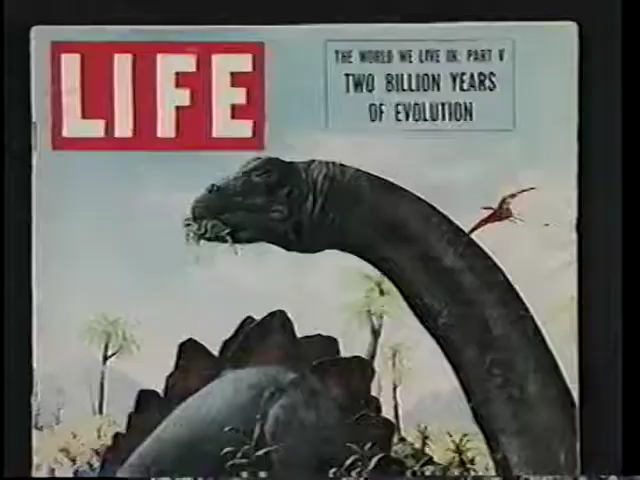 LIFE
THE WORLD WE LIVE IN: PART V
TWO BILLION YEARS
OF EVOLUTION